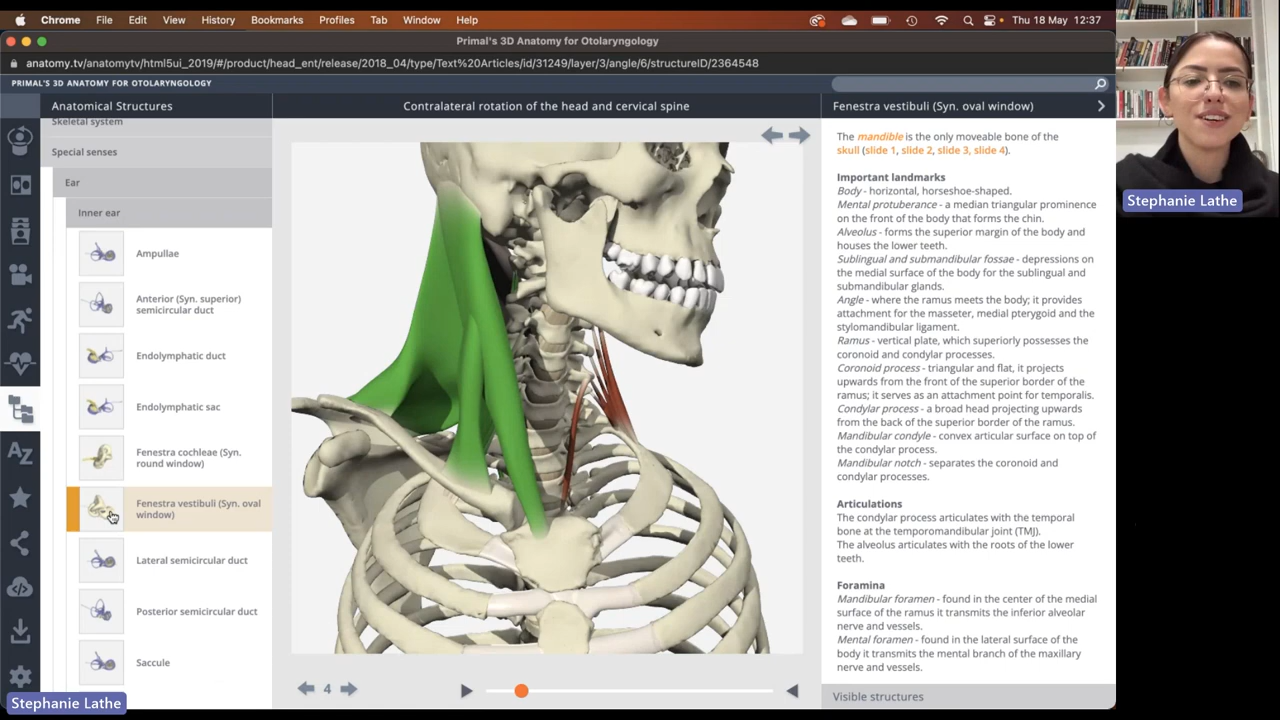 Chrome File Edit View History Bookmarks Profiles Tab Window Help Thu 18 May 12:37
Primal's 3D Anatomy for Otolaryngology
anatomy.tv/anatomytv/html5ui_2019/#/product/head_ent/release/2018_04/type/Text%20Articles/id/31249/layer/3/angle/6/structureID/2364548
PRIMAL'S 3D ANATOMY FOR OTOLARYNGOLOGY
Anatomical Structures
Skeletal system
Special senses
Ear
Inner ear
Ampullae
Anterior (Syn. superior)
semicircular duct
Endolymphatic duct
Endolymphatic sac
Fenestra cochleae (Syn.
round window)
Fenestra vestibuli (Syn. oval
window)
Lateral semicircular duct
Posterior semicircular duct
Saccule
AZ
Contralateral rotation of the head and cervical spine
4
Fenestra vestibuli (Syn. oval window)
The mandible is the only moveable bone of the
skull (slide 1, slide 2, slide 3, slide 4).
Important landmarks
Body - horizontal, horseshoe-shaped.
Mental protuberance - a median triangular prominence
on the front of the body that forms the chin.
Alveolus - forms the superior margin of the body and
houses the lower teeth.
Sublingual and submandibular fossae - depressions on
the medial surface of the body for the sublingual and
submandibular glands.
Angle - where the ramus meets the body; it provides
attachment for the masseter, medial pterygoid and the
stylomandibular ligament.
Ramus - vertical plate, which superiorly possesses the
coronoid and condylar processes.
Coronoid process - triangular and flat, it projects
upwards from the front of the superior border of the
ramus; it serves as an attachment point for temporalis.
Condylar process - a broad head projecting upwards
from the back of the superior border of the ramus.
Mandibular condyle - convex articular surface on top of
the condylar process.
Mandibular notch - separates the coronoid and
condylar processes.
Articulations
The condylar process articulates with the temporal
bone at the temporomandibular joint (TMJ).
The alveolus articulates with the roots of the lower
teeth.
Foramina
Mandibular foramen - found in the center of the medial
surface of the ramus it transmits the inferior alveolar
nerve and vessels.
Mental foramen - found in the lateral surface of the
body it transmits the mental branch of the maxillary
nerve and vessels.
Visible structures
Stephanie Lathe
Stephanie Lathe